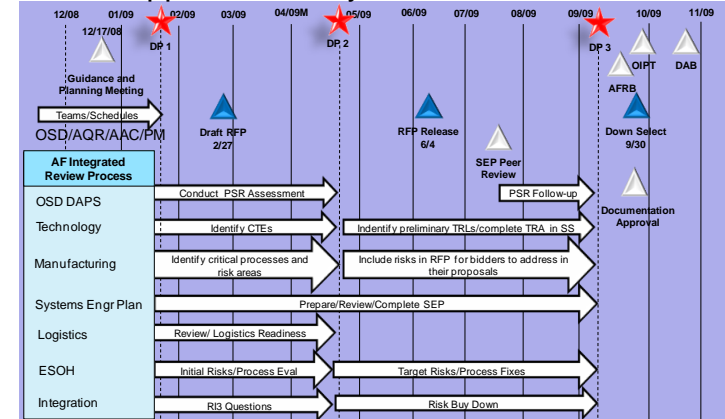 12/08 01/09 02/09 03/09 04/09M 05/09 06/09 07/09 08/09 09/09 10/09 11/09
12/17/08
DP 1
DP 2
DP 3
OIPT
DAB
AFRB
Guidance and
Planning Meeting
Teams/Schedules
OSD/AQR/AAC/PM
Draft RFP
2/27
RFP Release
6/4
SEP Peer
Review
Down Select
9/30
Documentation
Approval
AF Integrated
Review Process
OSD DAPS
Conduct PSR Assessment
PSR Follow-up
Technology
Identify CTEs
Indentify preliminary TRLs/complete TRA in SS
Manufacturing
Identify critical processes and
risk areas
Include risks in RFP for bidders to address in
their proposals
Systems Engr Plan
Prepare/Review/Complete SEP
Logistics
Review/ Logistics Readiness
ESOH
Initial Risks/Process Eval
Target Risks/Process Fixes
Integration
RI3 Questions
Risk Buy Down